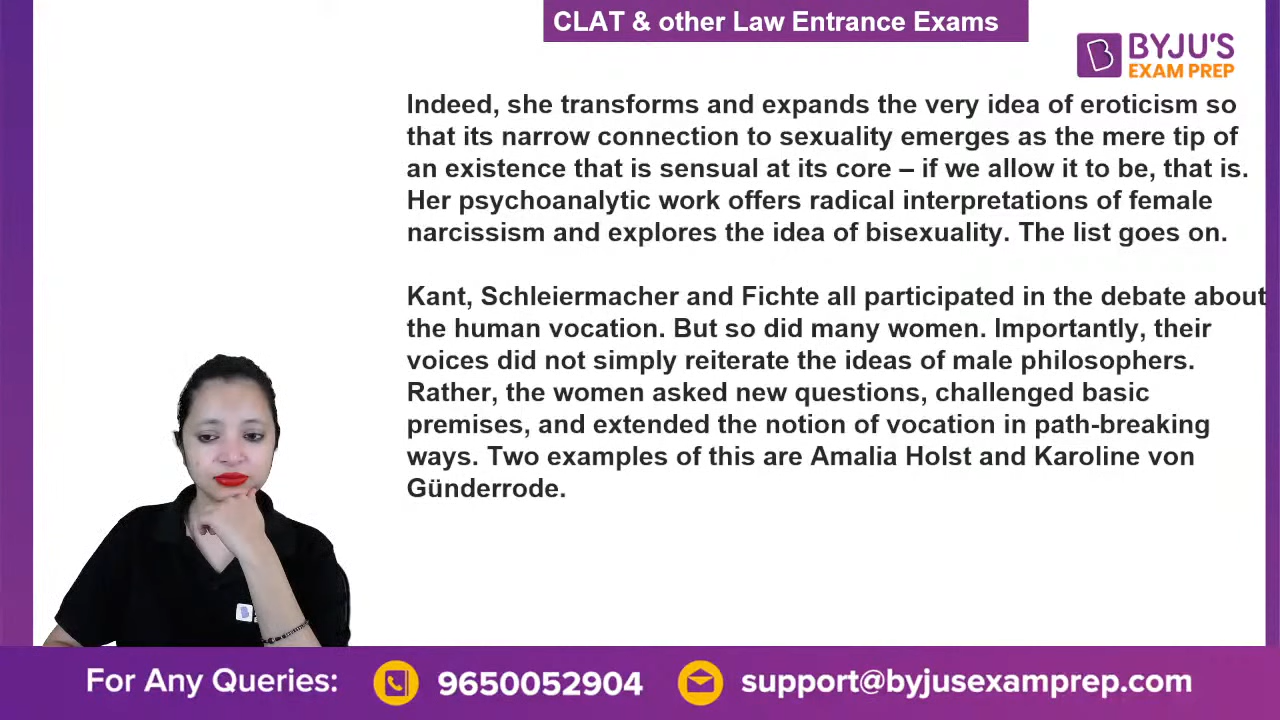 CLAT & other Law Entrance Exams
BYJU'S
EXAM PREP
Indeed, she transforms and expands the very idea of eroticism so
that its narrow connection to sexuality emerges as the mere tip of
an existence that is sensual at its core – if we allow it to be, that is.
Her psychoanalytic work offers radical interpretations of female
narcissism and explores the idea of bisexuality. The list goes on.
Kant, Schleiermacher and Fichte all participated in the debate about
the human vocation. But so did many women. Importantly, their
voices did not simply reiterate the ideas of male philosophers.
Rather, the women asked new questions, challenged basic
premises, and extended the notion of vocation in path-breaking
ways. Two examples of this are Amalia Holst and Karoline von
Günderrode.
For Any Queries:
9650052904
support@byjusexamprep.com